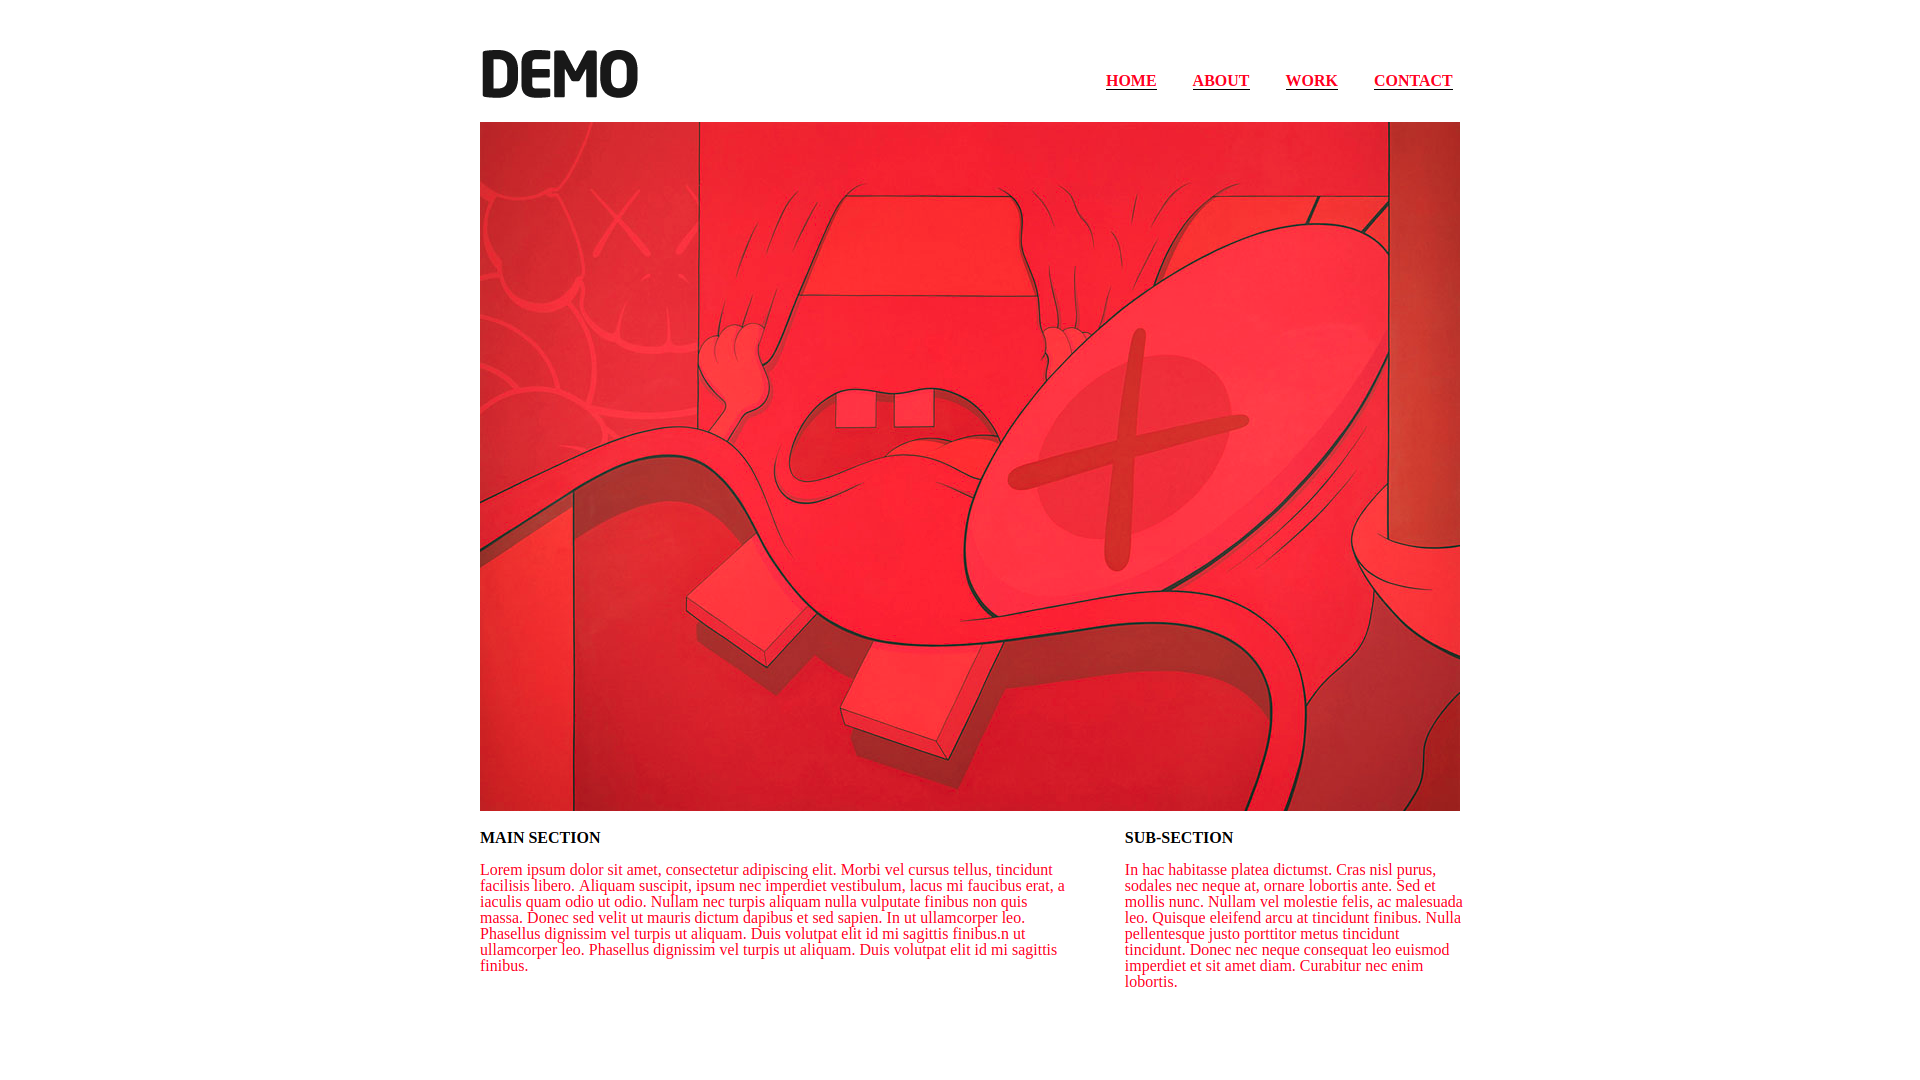 DEMO
HOME ABOUT WORK CONTACT
MAIN SECTION
Lorem ipsum dolor sit amet, consectetur adipiscing elit. Morbi vel cursus tellus, tincidunt
facilisis libero. Aliquam suscipit, ipsum nec imperdiet vestibulum, lacus mi faucibus erat, a
iaculis quam odio ut odio. Nullam nec turpis aliquam nulla vulputate finibus non quis
massa. Donec sed velit ut mauris dictum dapibus et sed sapien. In ut ullamcorper leo.
Phasellus dignissim vel turpis ut aliquam. Duis volutpat elit id mi sagittis finibus.n ut
ullamcorper leo. Phasellus dignissim vel turpis ut aliquam. Duis volutpat elit id mi sagittis
finibus.
SUB-SECTION
In hac habitasse platea dictumst. Cras nisl purus,
sodales nec neque at, ornare lobortis ante. Sed et
mollis nunc. Nullam vel molestie felis, ac malesuada
leo. Quisque eleifend arcu at tincidunt finibus. Nulla
pellentesque justo porttitor metus tincidunt
tincidunt. Donec nec neque consequat leo euismod
imperdiet et sit amet diam. Curabitur nec enim
lobortis.